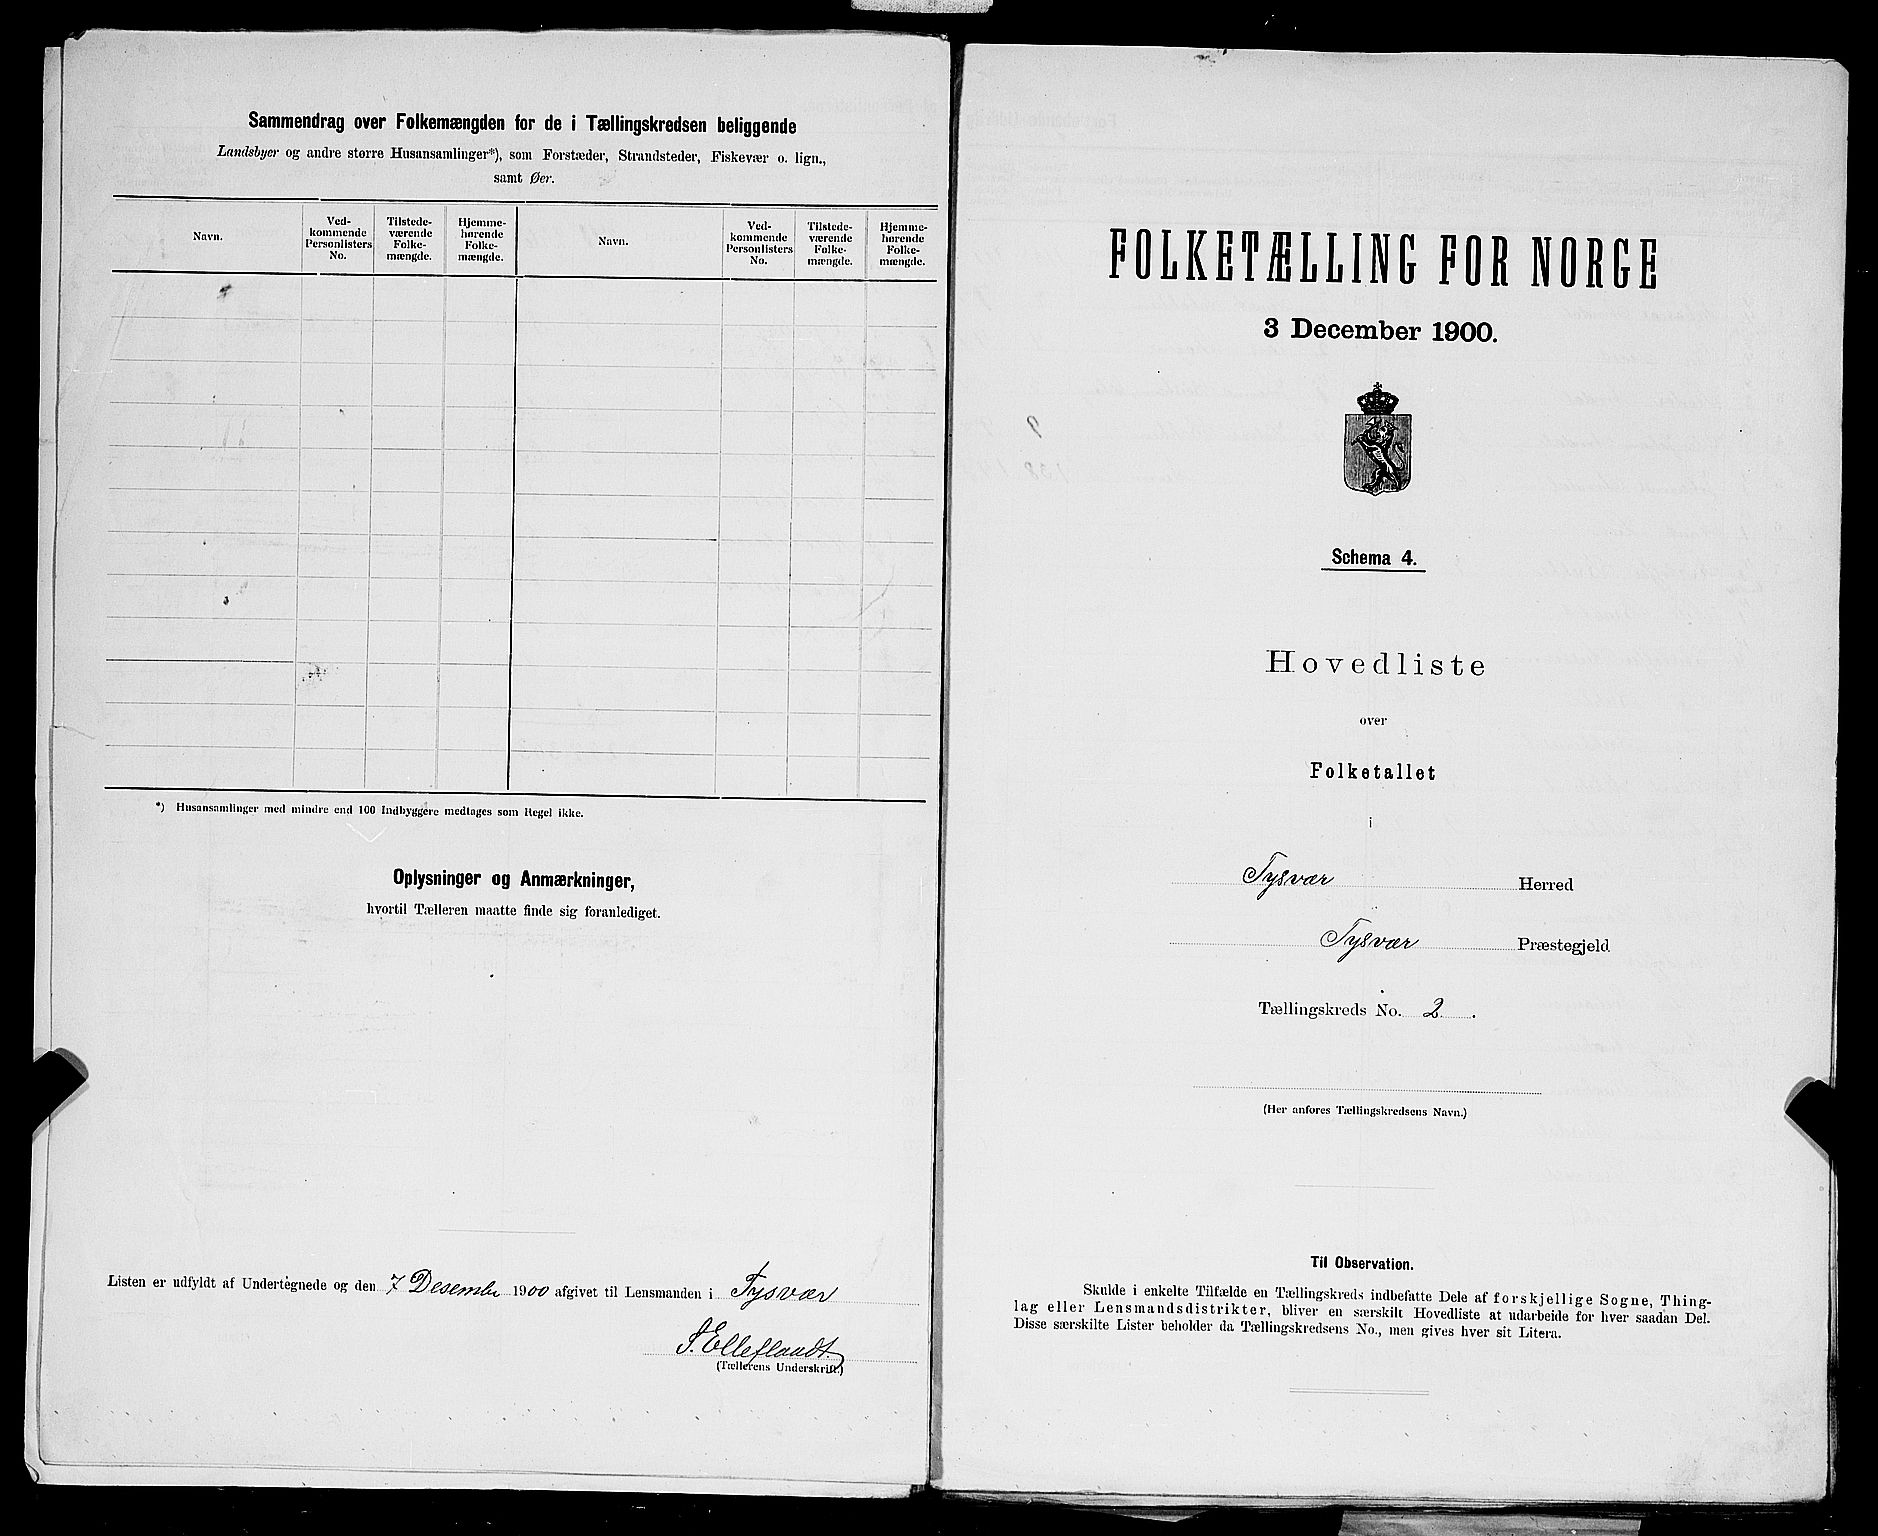 Sammendrag over Folkemængden for de i Tællingskredsen beliggende
Landsbyer og andre større Husansamlinger*), som Forstæder, Strandsteder, Fiskevær o. lign.,
samt Øer.
Navn.
Ved-
kommende
Personlisters
No.
Tilstede-
værende
Folke-
mængde.
Hjemme-
hørende
Folke-
mængde.
Navn.
Ved-
kommende
Personlisters
No.
Tilstede-
værende
Folke-
mængde.
Hjemme-
hørende
Folke-
mængde.
*) Husansamlinger med mindre end 100 Indbyggere medtages som Regel ikke.
Oplysninger og Anmærkninger,
hvortil Tælleren maatte finde sig foranlediget.
Listen er udfyldt af Undertegnede og den 7 Desembr 1900 afgivet til Lensmanden i Tysvær
S. Elleflaadt.
(Tællerens Underskrift.)
FOLKETÆLLING FOR NORGE
3 December 1900.
Schema 4.
Hovedliste
over
Folketallet
i
Tysvær Herred
Tysvær Præstegjeld.
Tællingskreds No. 2.
(Her anføres Tællingskredsens Navn.)
Til Observation.
Skulde i enkelte Tilfælde en Tællingskreds indbefatte Dele af forskjellige Sogne, Thing-
lag eller Lensmandsdistrikter, bliver en særskilt Hovedliste at udarbeide for hver saadan Del.
Disse særskilte Lister beholder da Tællingskredsens No., men gives hver sit Litera.